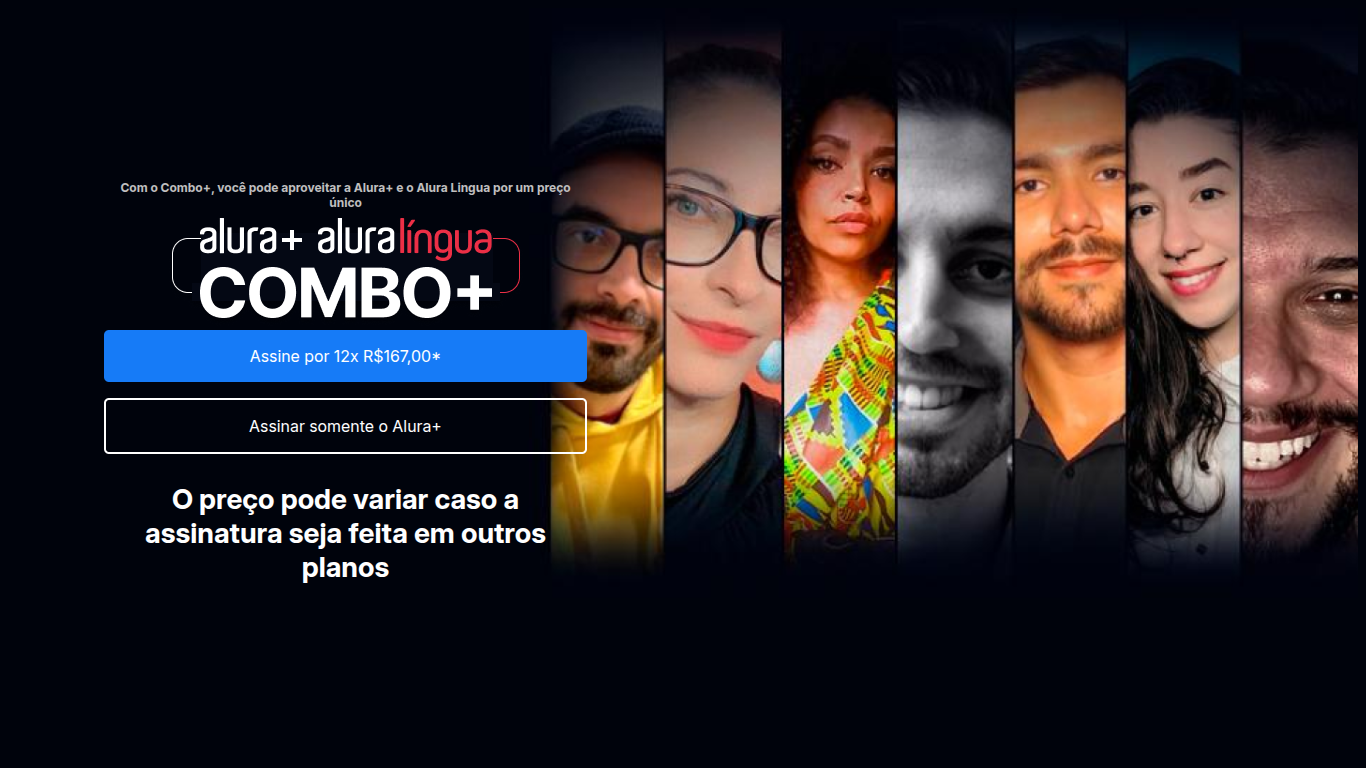 Com o Combo+, você pode aproveitar a Alura+ e o Alura Lingua por um preço
único
alura+ aluralíngua
COMBO+
Assine por 12x R$167,00*
Assinar somente o Alura+
O preço pode variar caso a
assinatura seja feita em outros
planos